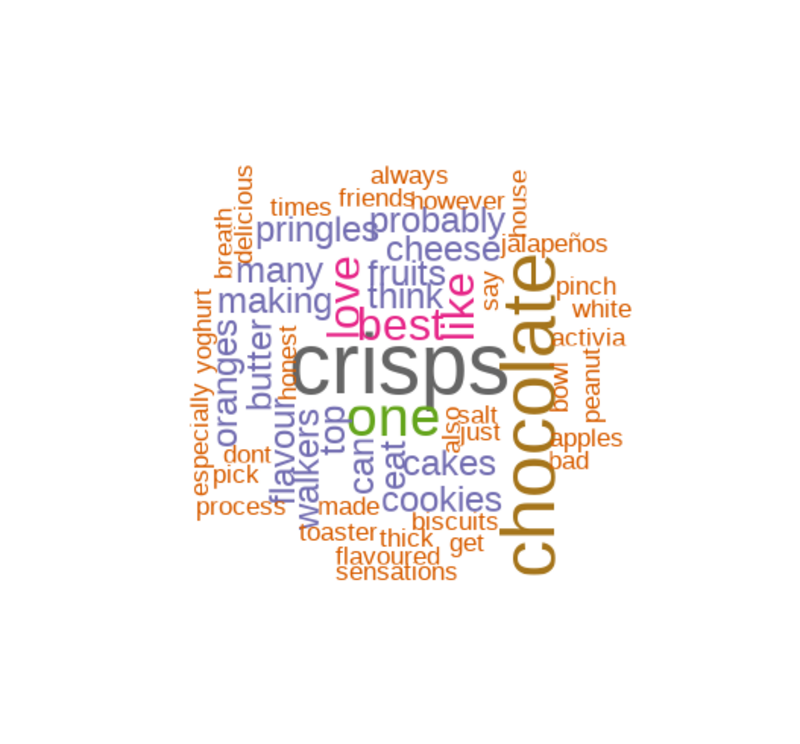 always
friends
however
house
times
delicious
breath
pringles
probably
cheese
jalapeños
many
love
fruits
like
say
pinch
making
think
white
best
activia
yoghurt
oranges
butter
honest
crisps
chocolate
bowl
peanut
one
also
salt
just
apples
especially
dont
flavour
walkers
top
can
eat
cakes
bad
pick
process
made
cookies
biscuits
toaster
thick
get
flavoured
sensations